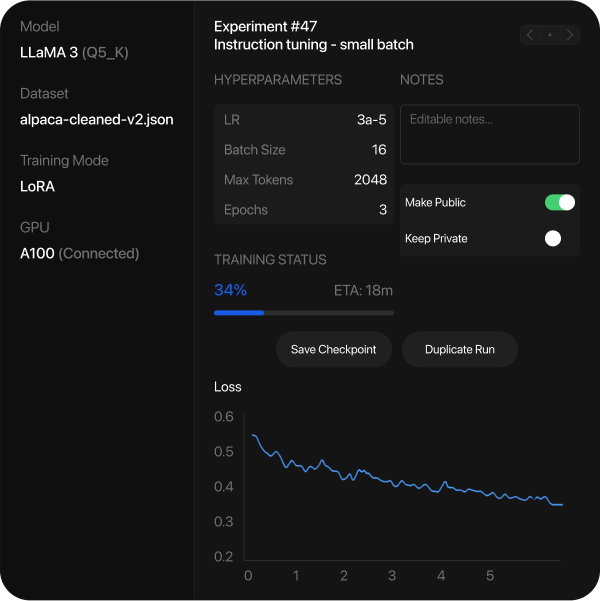 Model
LLaMA 3 (Q5_K)
Dataset
alpaca-cleaned-v2.json
Training Mode
LoRA
GPU
A100 (Connected)
Experiment #47
Instruction tuning - small batch
HYPERPARAMETERS
LR 3a-5
Batch Size 16
Max Tokens 2048
Epochs 3
NOTES
Editable notes...
Make Public
Keep Private
TRAINING STATUS
34% ETA: 18m
Save Checkpoint Duplicate Run
Loss
0.6
0.5
0.4
0.3
0.2
0 1 2 3 4 5